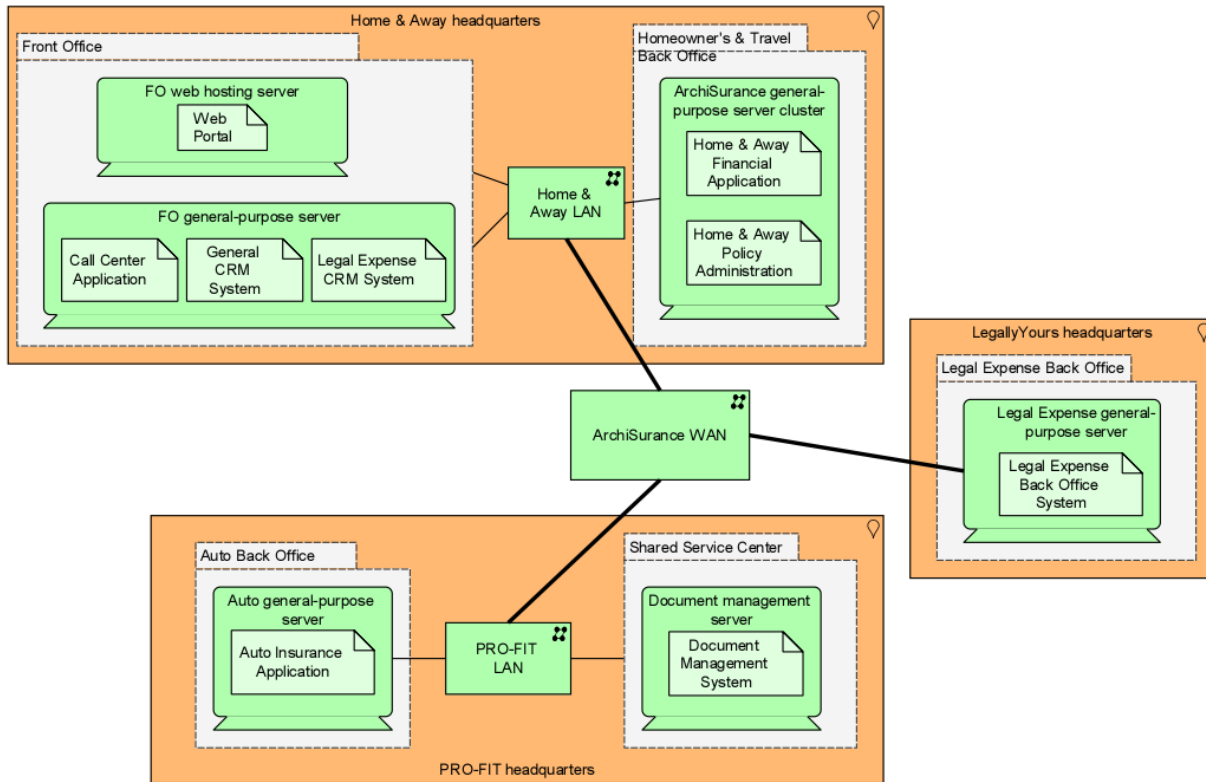 Home & Away headquarters
Front Office
FO web hosting server
Web
Portal
FO general-purpose server
Call Center
Application
General
CRM
System
Legal Expense
CRM System
Home &
Away LAN
Homeowner's & Travel
Back Office
ArchiSurance general-
purpose server cluster
Home & Away
Financial
Application
Home & Away
Policy
Administration
LegallyYours headquarters
Legal Expense Back Office
Legal Expense general-
purpose server
Legal Expense
Back Office
System
ArchiSurance WAN
Auto Back Office
Auto general-purpose
server
Auto Insurance
Application
PRO-FIT
LAN
Shared Service Center
Document management
server
Document
Management
System
PRO-FIT headquarters